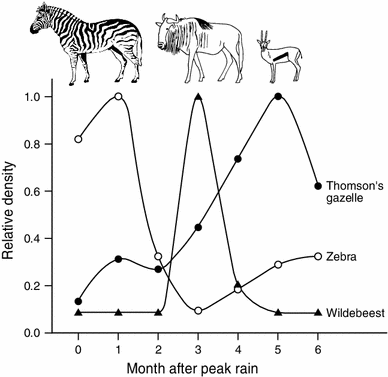 1.0
0.8
0.6
0.4
0.2
0.0
Relative density
Thomson's
gazelle
Zebra
Wildebeest
0 1 2 3 4 5 6
Month after peak rain